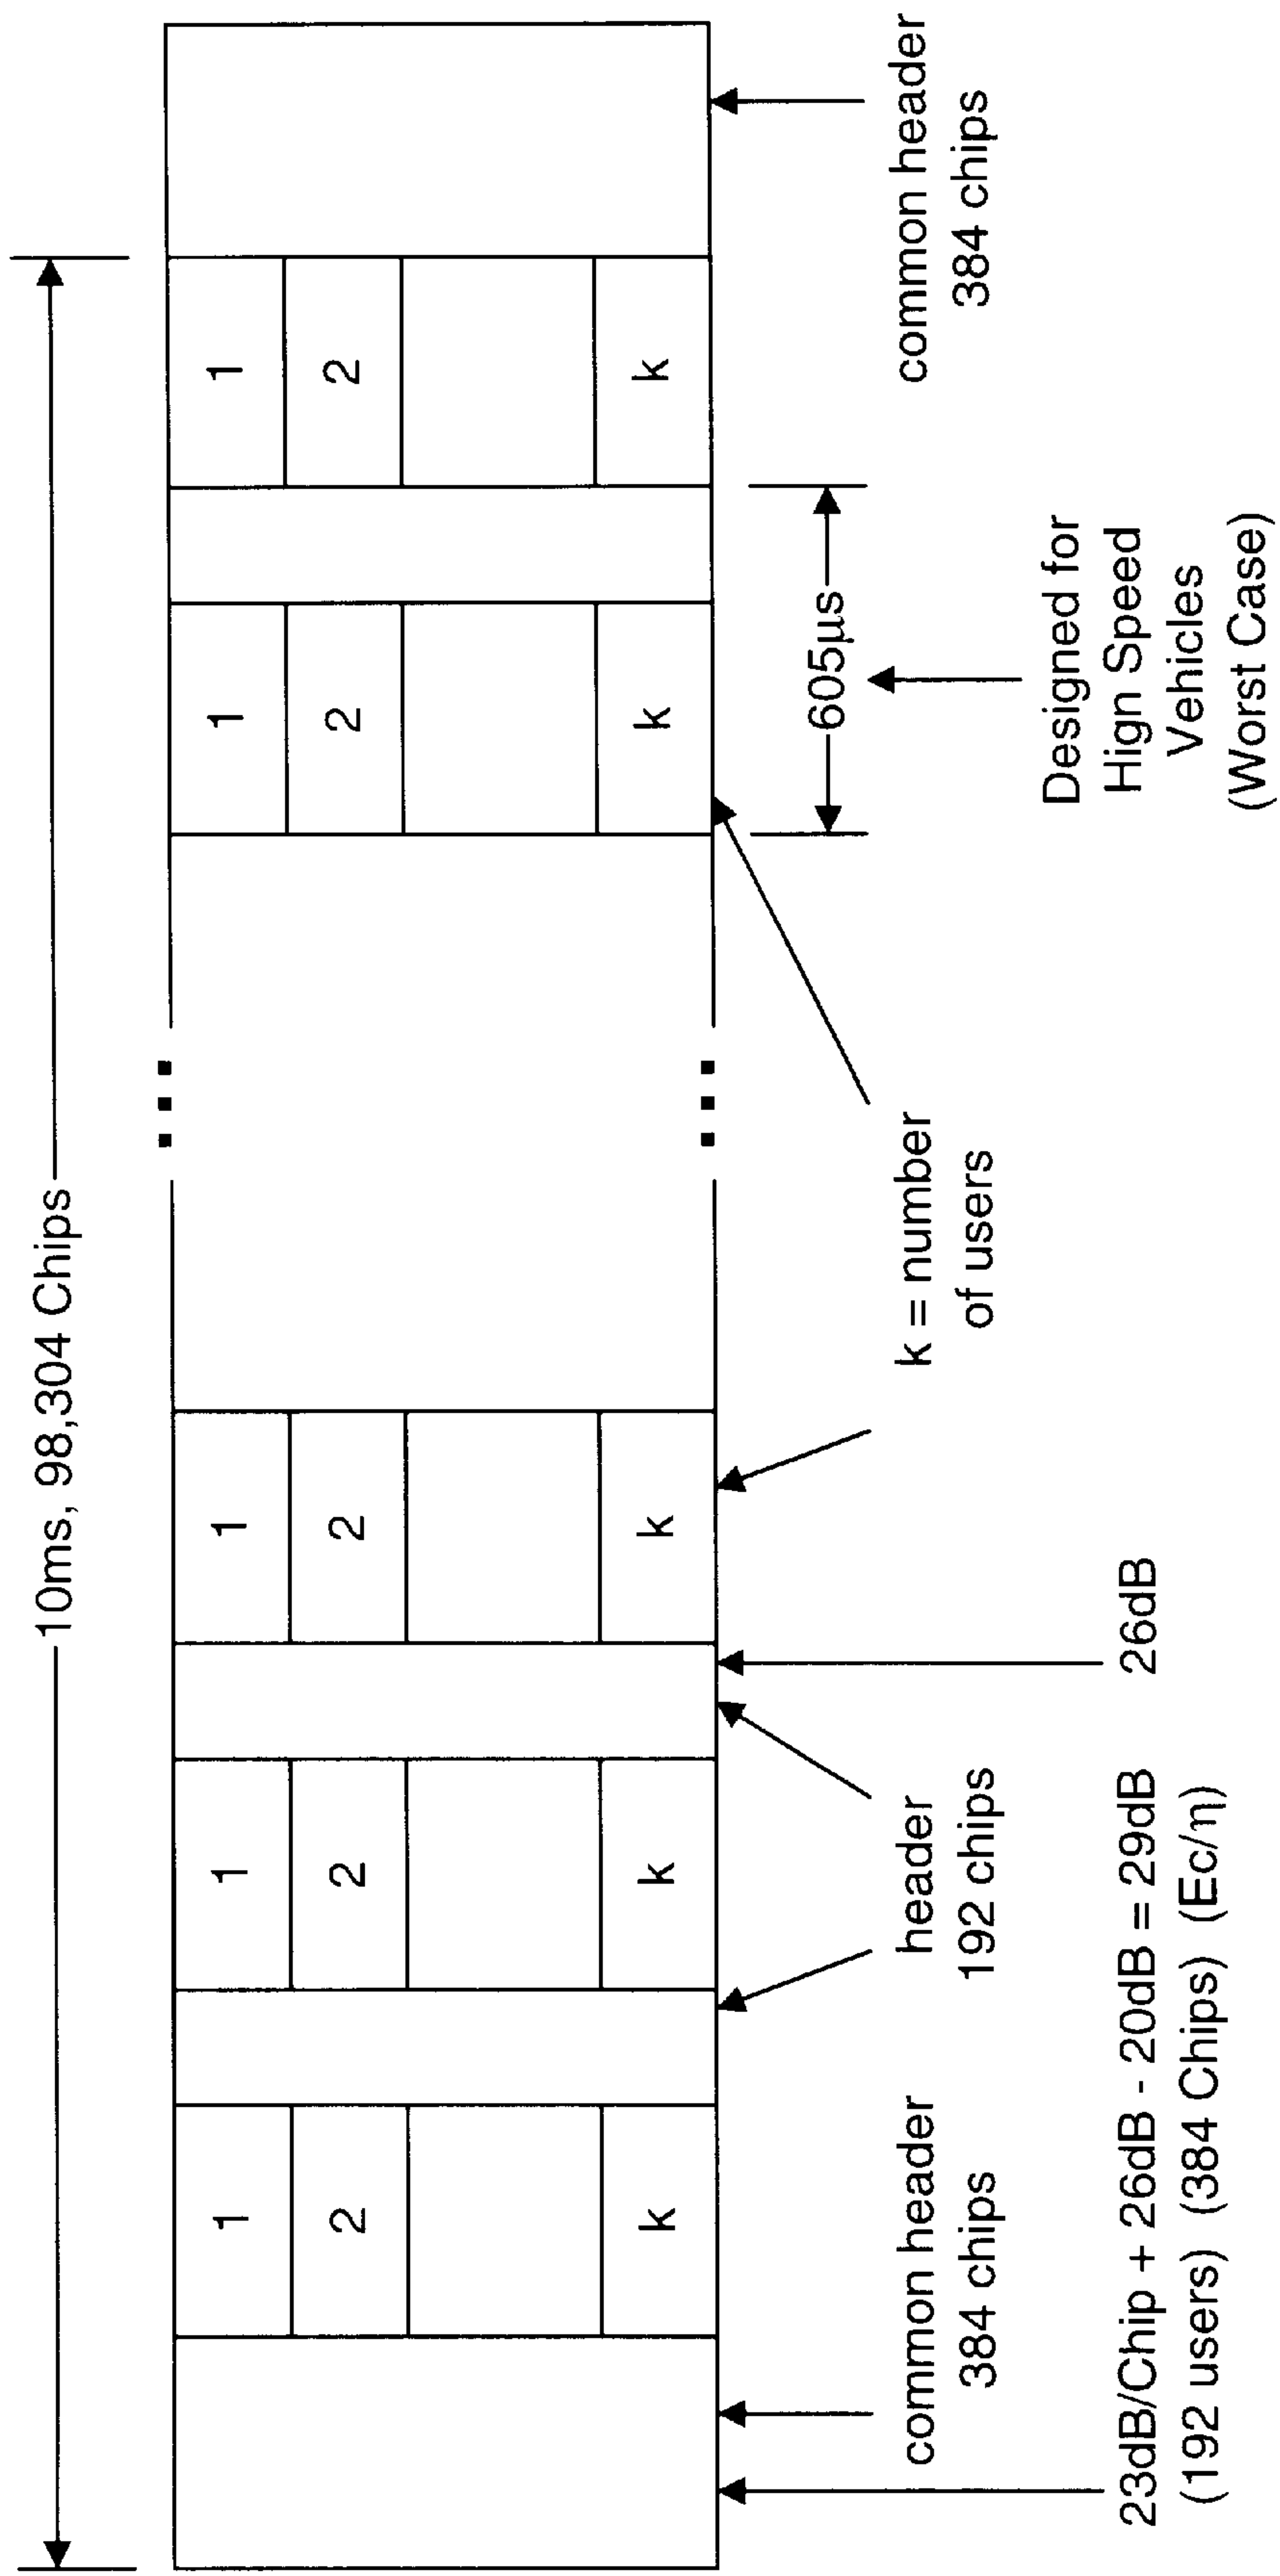 10ms, 98,304 Chips
1
2
k
1
2
k
1
2
k
1
2
k
1
2
k
common header
384 chips
header
192 chips
k = number
of users
605µs
common header
384 chips
23dB/Chip + 26dB - 20dB = 29dB
(192 users) (384 Chips) (Ec/η)
26dB
Designed for
Hign Speed
Vehicles
(Worst Case)